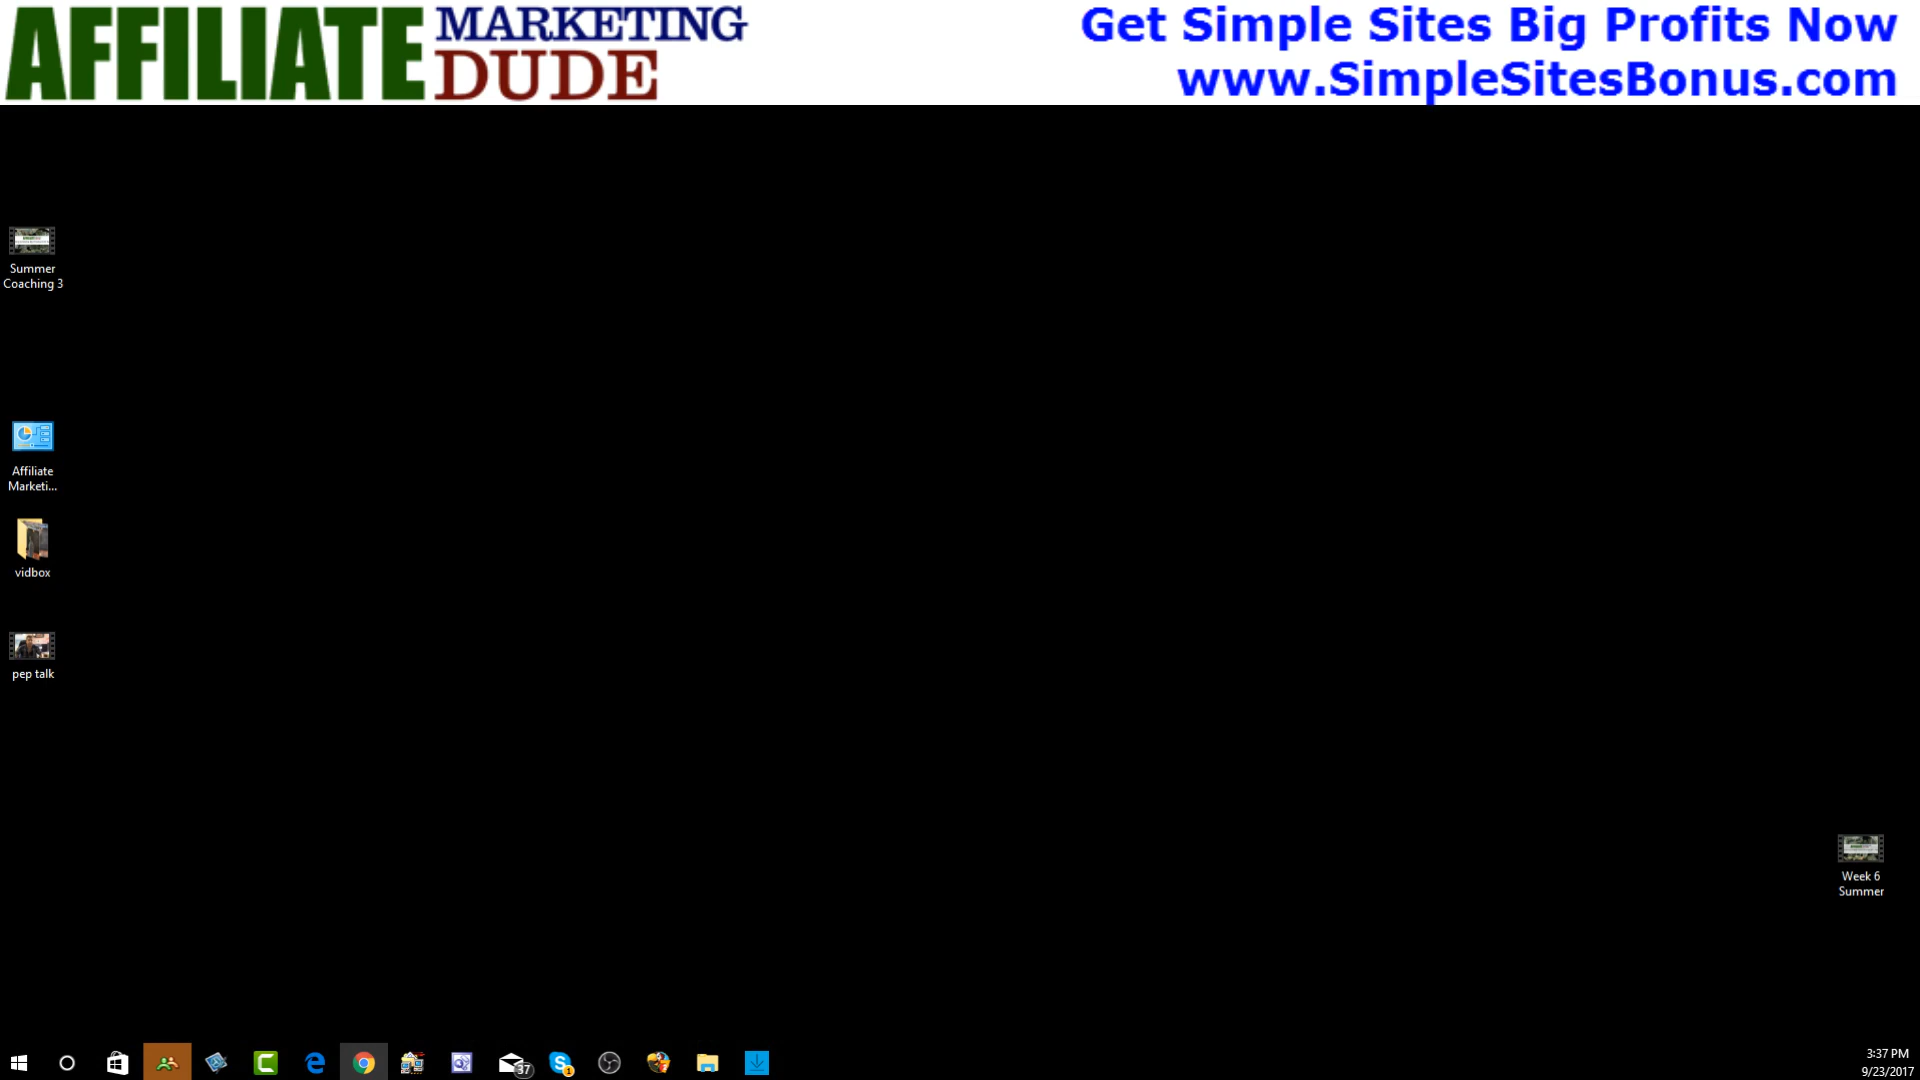 AFFILIATE MARKETING
DUDE
Get Simple Sites Big Profits Now
www.SimpleSitesBonus.com
Summer
Coaching 3
Affiliate
Marketi...
vidbox
pep talk
Week 6
Summer
37
1
3:37 PM
9/23/2017